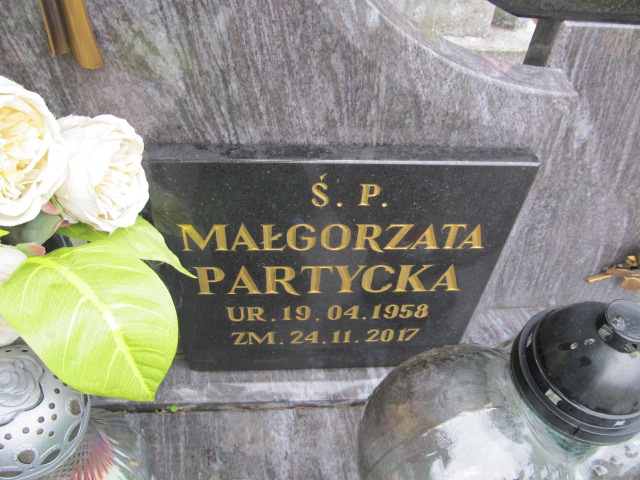 Ś. P.
MAŁGORZATA
PARTYCKA
UR. 19. 04. 1958
ZM. 24. 11. 2017